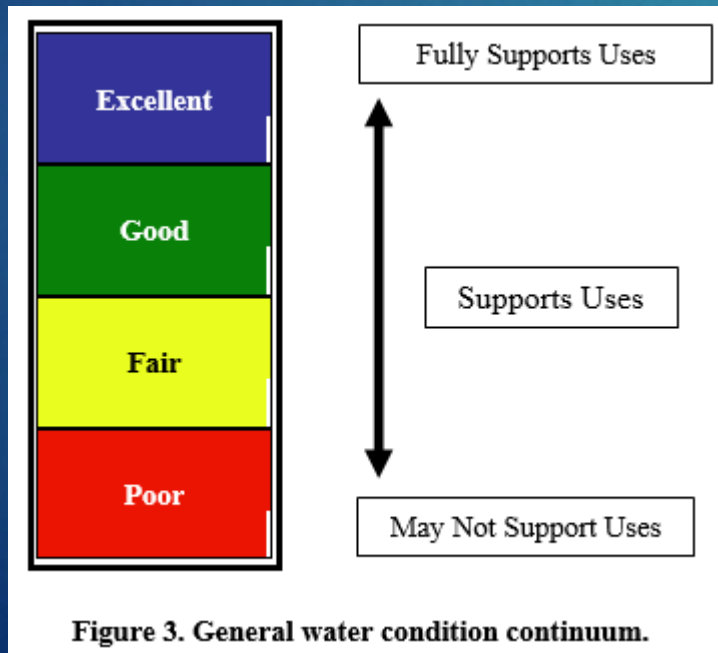 Excellent
Good
Fair
Poor
Fully Supports Uses
Supports Uses
May Not Support Uses
Figure 3. General water condition continuum.